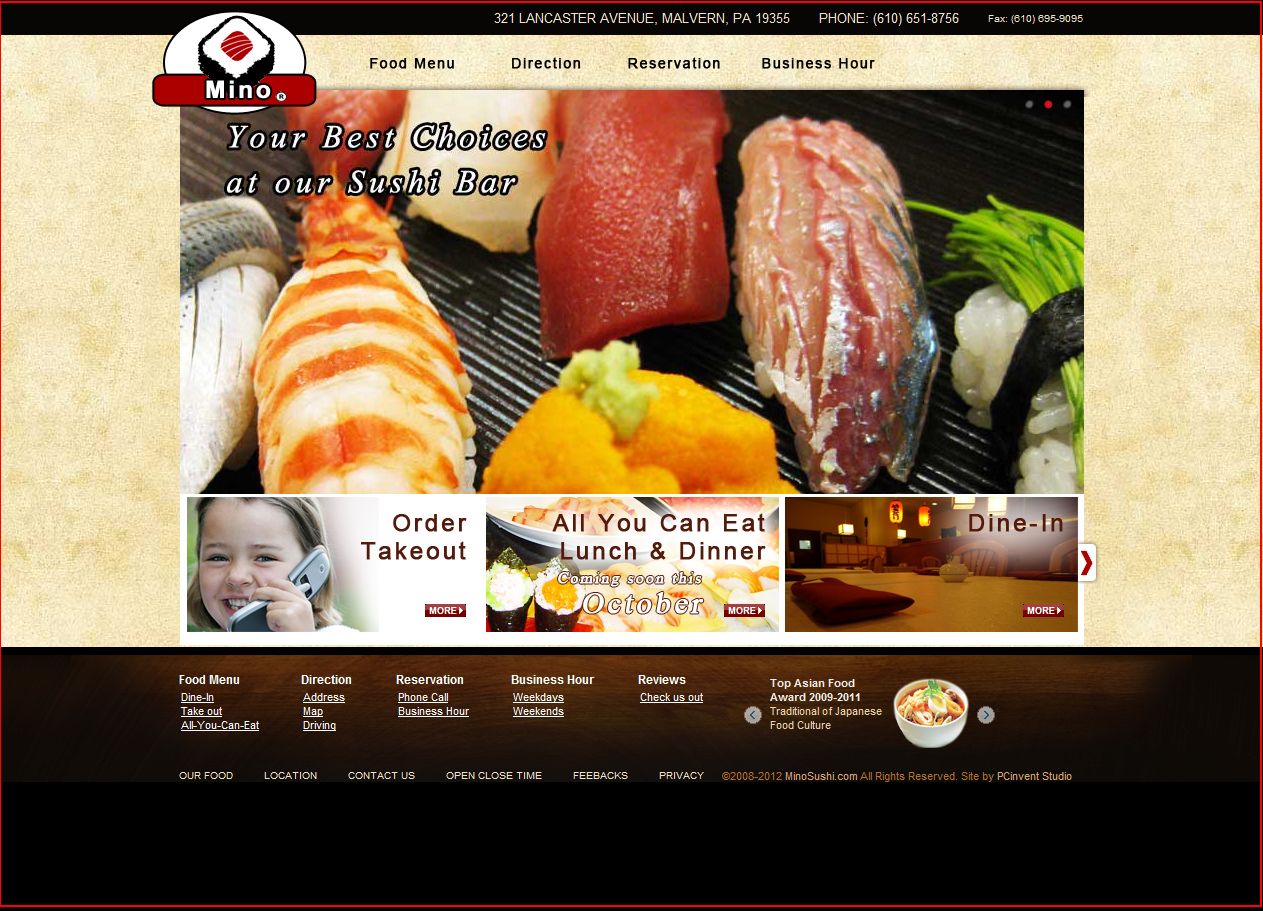 321 LANCASTER AVENUE, MALVERN, PA 19355 PHONE: (610) 651-8756 Fax: (610) 695-9095
Mino ®
Food Menu Direction Reservation Business Hour
Your Best Choices
at our Sushi Bar
Order
Takeout
MORE
All You Can Eat
Lunch & Dinner
Coming soon this
October
MORE
Dine-In
MORE
Food Menu
Dine-In
Take out
All-You-Can-Eat
Direction
Address
Map
Driving
Reservation
Phone Call
Business Hour
Business Hour
Weekdays
Weekends
Reviews
Check us out
Top Asian Food
Award 2009-2011
Traditional of Japanese
Food Culture
OUR FOOD LOCATION CONTACT US OPEN CLOSE TIME FEEBACKS PRIVACY ©2008-2012 MinoSushi.com All Rights Reserved. Site by PCinvent Studio